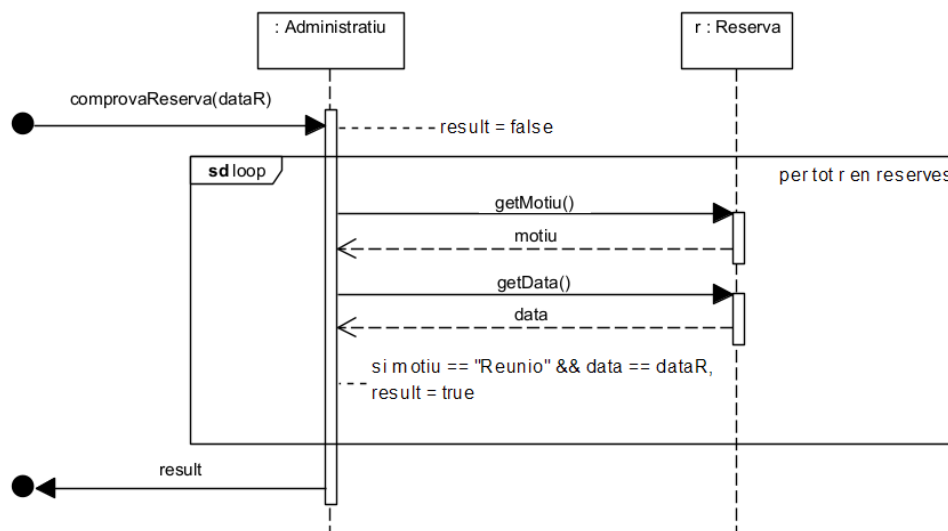 : Administratiu
r : Reserva
comprovaReserva(dataR)
result = false
sd loop
per tot r en reserves
getMotiu()
motiu
getData()
data
si motiu == "Reunio" && data == dataR,
result = true
result